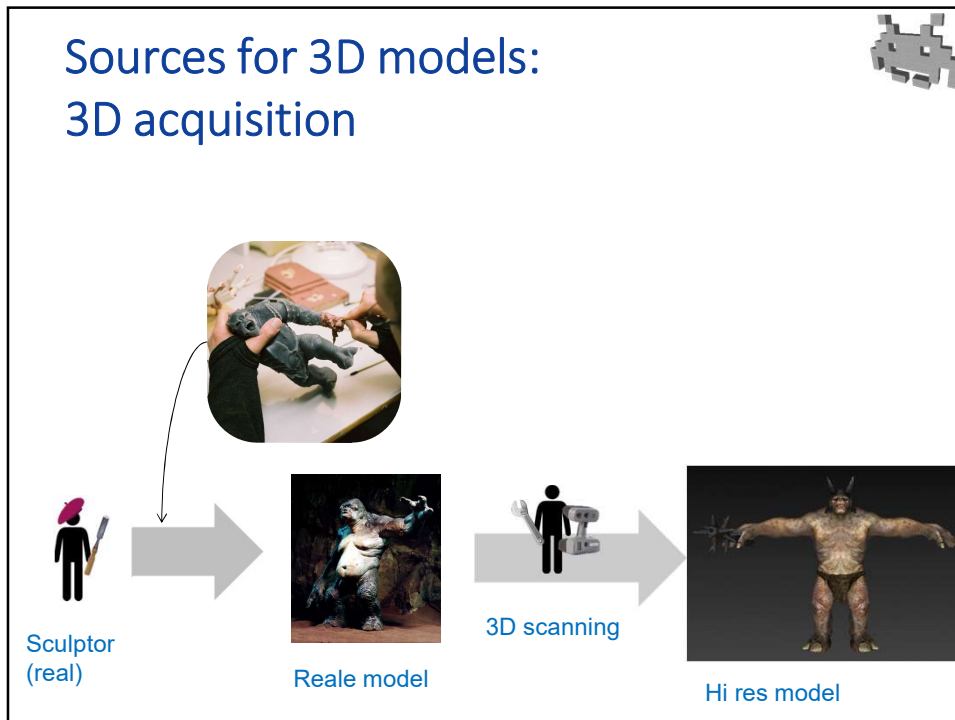 Sources for 3D models:
3D acquisition
Sculptor
(real)
Reale model
3D scanning
Hi res model